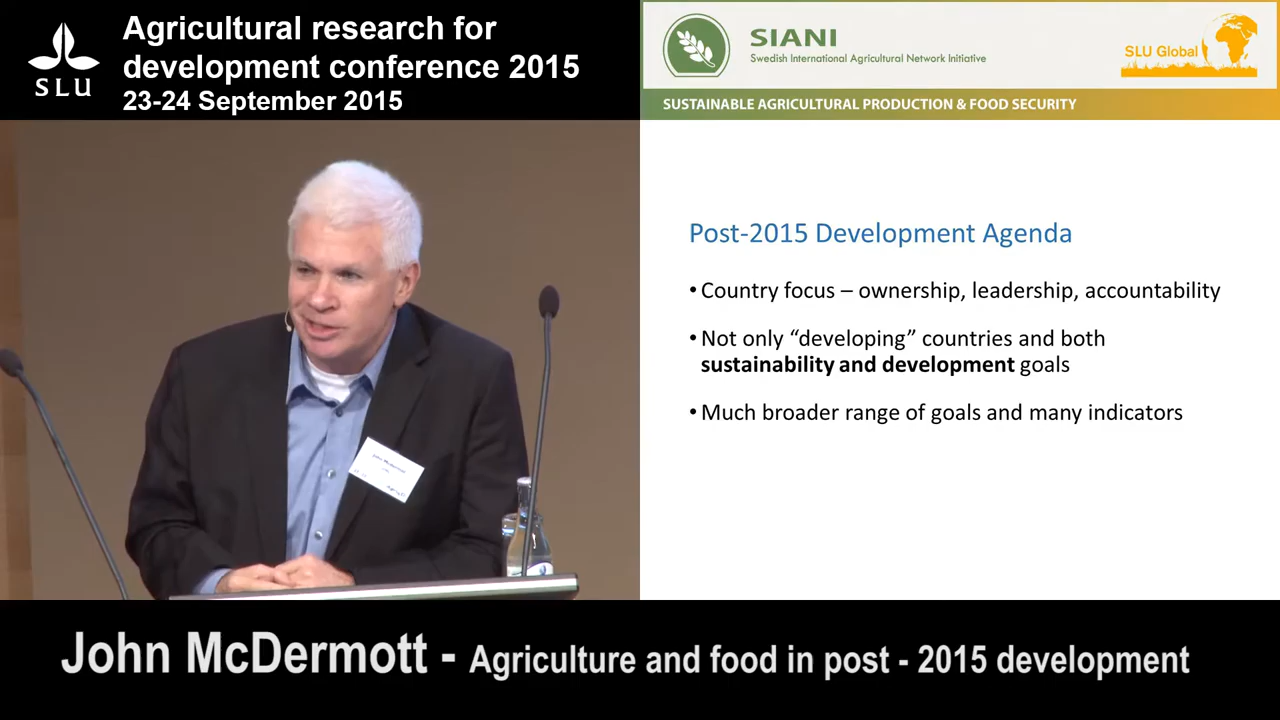 SLU
Agricultural research for
development conference 2015
23-24 September 2015
SIANI
Swedish International Agricultural Network Initiative
SLU Global
SUSTAINABLE AGRICULTURAL PRODUCTION & FOOD SECURITY
Post-2015 Development Agenda
• Country focus – ownership, leadership, accountability
• Not only “developing” countries and both
sustainability and development goals
• Much broader range of goals and many indicators
John McDermott
John McDermott - Agriculture and food in post - 2015 development